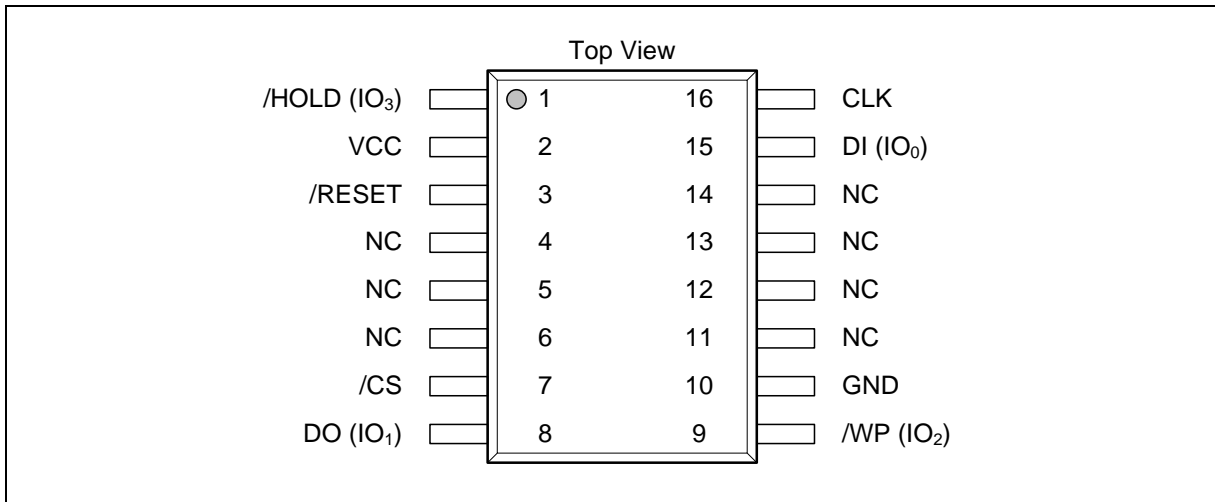 Top View
/HOLD (IO₃) 1 16 CLK
VCC 2 15 DI (IO₀)
/RESET 3 14 NC
NC 4 13 NC
NC 5 12 NC
NC 6 11 NC
/CS 7 10 GND
DO (IO₁) 8 9 /WP (IO₂)